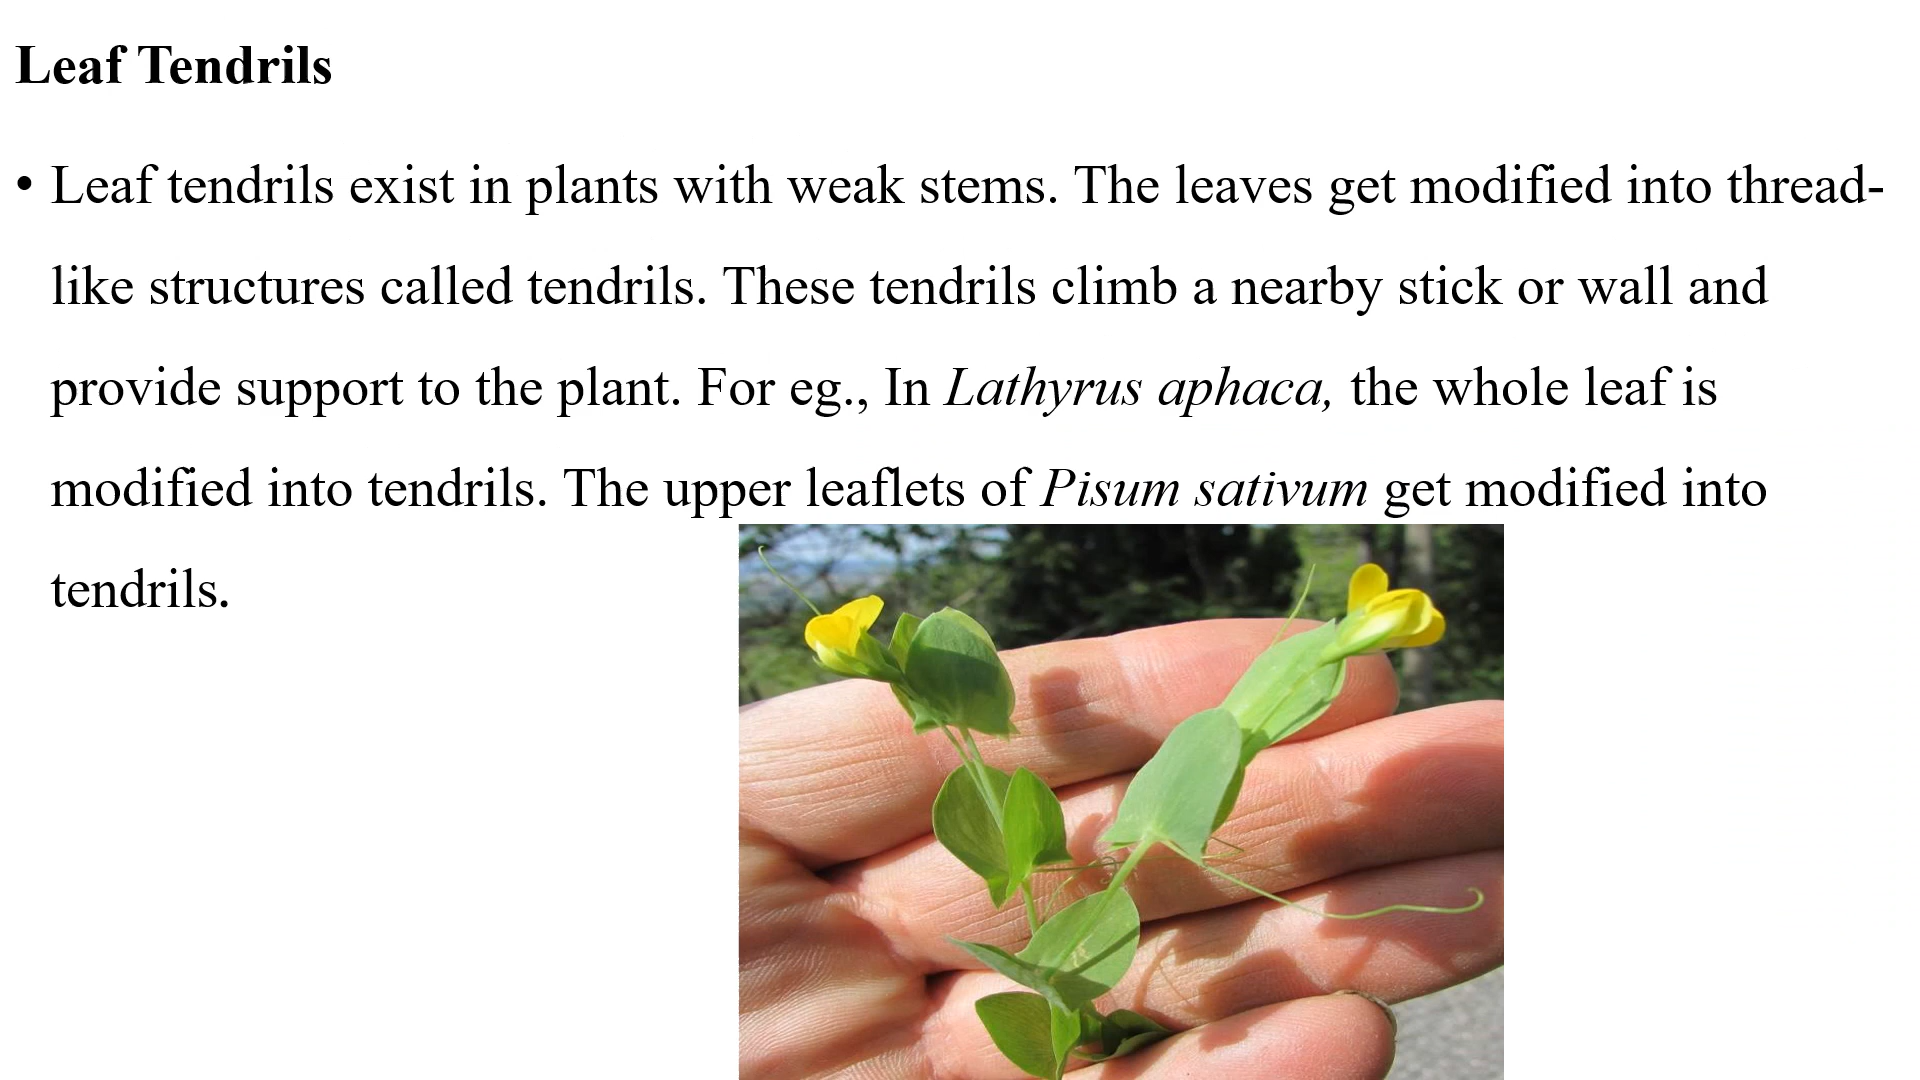 Leaf Tendrils
• Leaf tendrils exist in plants with weak stems. The leaves get modified into thread-
like structures called tendrils. These tendrils climb a nearby stick or wall and
provide support to the plant. For eg., In Lathyrus aphaca, the whole leaf is
modified into tendrils. The upper leaflets of Pisum sativum get modified into
tendrils.